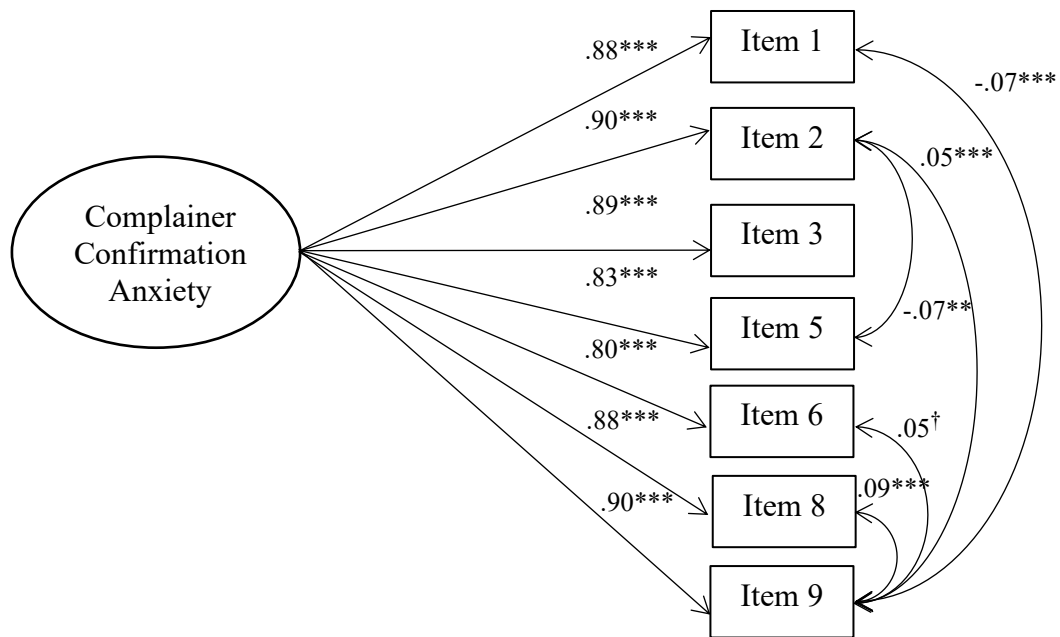 Complainer
Confirmation
Anxiety
.88***
.90***
.89***
.83***
.80***
.88***
.90***
Item 1
Item 2
Item 3
Item 5
Item 6
Item 8
Item 9
-.07***
.05***
-.07**
.05†
.09***